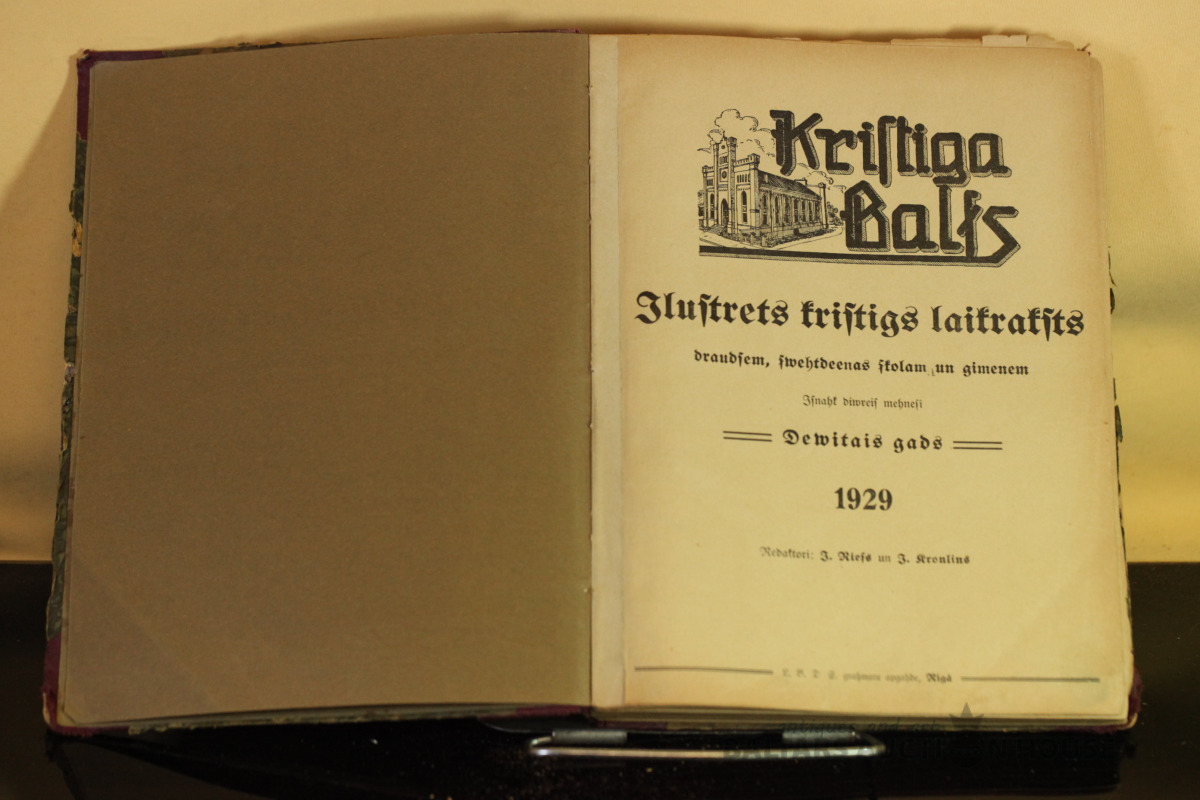 Kriſtiga
Balſs
Iluſtrets kriſtigs laikrakſts
draudſem, ſwehtdeenas ſkolam un gimenem
Iſnahk diwreiſ mehneſi
Dewitais gads
1929
Redaktori: J. Rieſs un J. Kronlins
apgahde, Rigâ